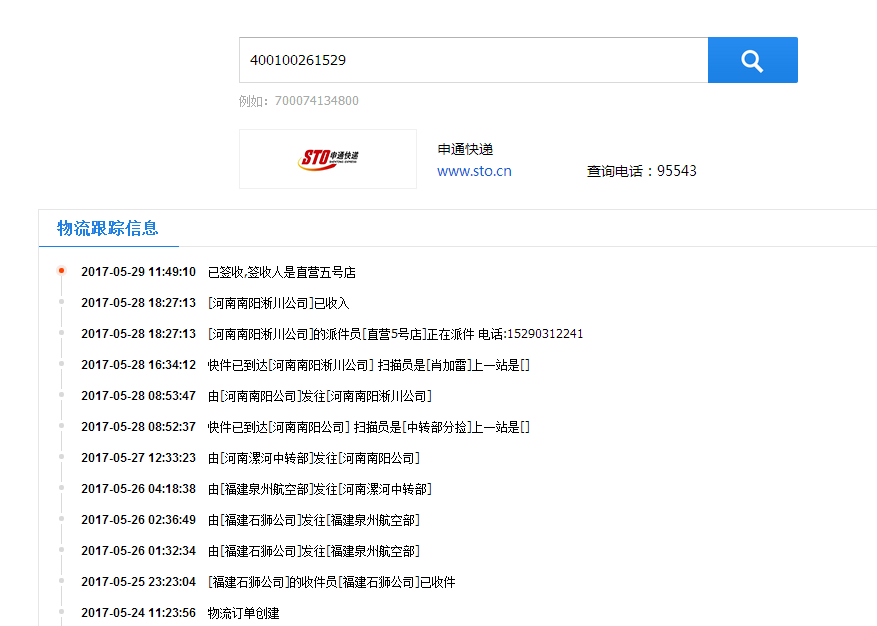 400100261529
例如：700074134800
STO申通快递
申通快递
www.sto.cn 查询电话：95543
物流跟踪信息
2017-05-29 11:49:10 已签收,签收人是直营五号店
2017-05-28 18:27:13 [河南南阳淅川公司]已收入
2017-05-28 18:27:13 [河南南阳淅川公司]的派件员[直营5号店]正在派件 电话:15290312241
2017-05-28 16:34:12 快件已到达[河南南阳淅川公司] 扫描员是[肖加雷]上一站是[]
2017-05-28 08:53:47 由[河南南阳公司]发往[河南南阳淅川公司]
2017-05-28 08:52:37 快件已到达[河南南阳公司] 扫描员是[中转部分捡]上一站是[]
2017-05-27 12:33:23 由[河南漯河中转部]发往[河南南阳公司]
2017-05-26 04:18:38 由[福建泉州航空部]发往[河南漯河中转部]
2017-05-26 02:36:49 由[福建石狮公司]发往[福建泉州航空部]
2017-05-26 01:32:34 由[福建石狮公司]发往[福建泉州航空部]
2017-05-25 23:23:04 [福建石狮公司]的收件员[福建石狮公司]已收件
2017-05-24 11:23:56 物流订单创建